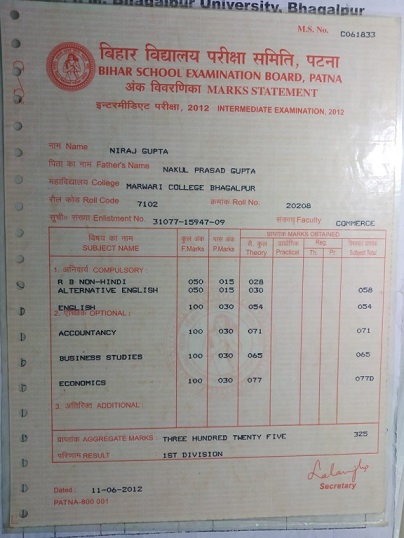 Bhagalpur University, Bhagalpur
M.S. No. C061833
बिहार विद्यालय परीक्षा समिति, पटना
BIHAR SCHOOL EXAMINATION BOARD, PATNA
अंक विवरणिका MARKS STATEMENT
इन्टरमीडिएट परीक्षा, 2012 INTERMEDIATE EXAMINATION, 2012
नाम Name NIRAJ GUPTA
पिता का नाम Father's Name NAKUL PRASAD GUPTA
महाविद्यालय College MARWARI COLLEGE BHAGALPUR
रौल कोड Roll Code 7102 क्रमांक Roll No. 20208
सूची० संख्या Enlistment No. 31077-15947-09 संकाय Faculty COMMERCE
विषय का नाम कुल अंक पास अंक प्राप्तांक MARKS OBTAINED
SUBJECT NAME F.Marks P.Marks Theory Practical Reg. Th. Pr. Subject Total
1. अनिवार्य COMPULSORY :
R B NON-HINDI 050 015 028
ALTERNATIVE ENGLISH 050 015 030 058
ENGLISH 100 030 054 054
2. ऐच्छिक OPTIONAL :
ACCOUNTANCY 100 030 071 071
BUSINESS STUDIES 100 030 065 065
ECONOMICS 100 030 077 077D
3. अतिरिक्त ADDITIONAL :
प्राप्तांक AGGREGATE MARKS : THREE HUNDRED TWENTY FIVE 325
परिणाम RESULT 1ST DIVISION
Secretary
Dated : 11-06-2012
PATNA-800 001